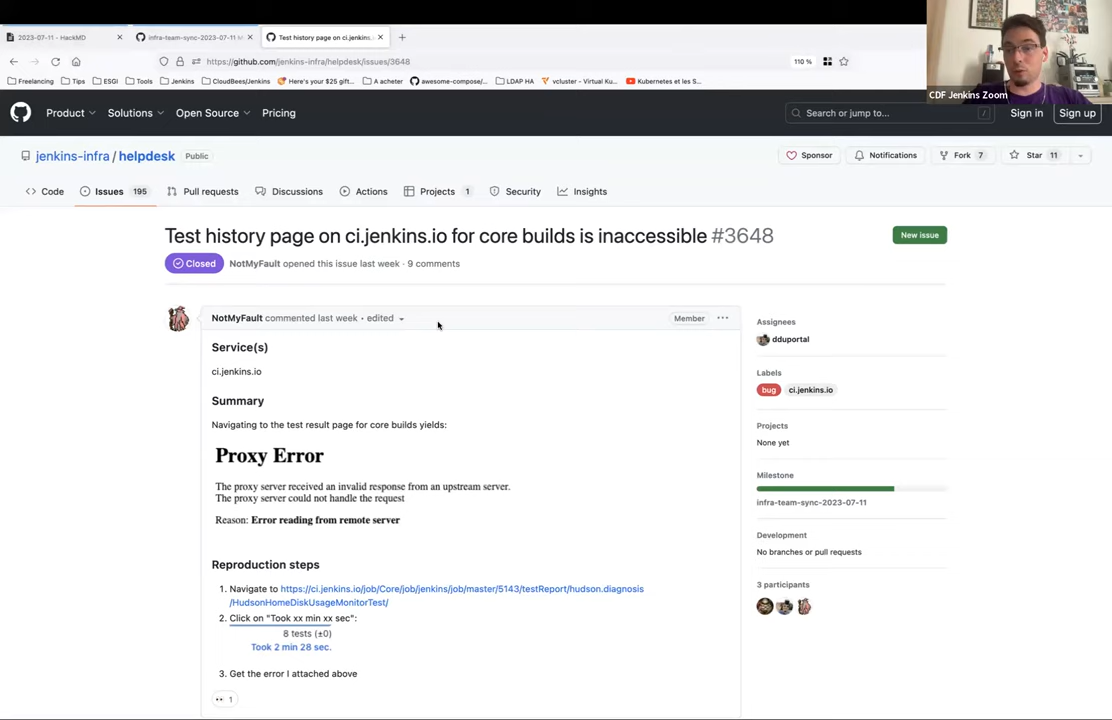 2023-07-11 - HackMD
infra-team-sync-2023-07-11 M
Test history page on ci.jenkins.io
https://github.com/jenkins-infra/helpdesk/issues/3648
110 %
Freelancing
Tips
ESGI
Tools
Jenkins
CloudBees/Jenkins
Here's your $25 gift...
A acheter
awesome-compose/...
LDAP HA
vcluster - Virtual Ku...
Kubernetes et les S...
CDF Jenkins Zoom
Product
Solutions
Open Source
Pricing
Search or jump to...
/
Sign in
Sign up
jenkins-infra / helpdesk
Public
Sponsor
Notifications
Fork 7
Star 11
Code
Issues 195
Pull requests
Discussions
Actions
Projects 1
Security
Insights
Test history page on ci.jenkins.io for core builds is inaccessible #3648
New issue
Closed
NotMyFault opened this issue last week · 9 comments
NotMyFault commented last week • edited
Member
Service(s)
ci.jenkins.io
Summary
Navigating to the test result page for core builds yields:
Proxy Error
The proxy server received an invalid response from an upstream server.
The proxy server could not handle the request
Reason: Error reading from remote server
Reproduction steps
1. Navigate to https://ci.jenkins.io/job/Core/job/jenkins/job/master/5143/testReport/hudson.diagnosis
/HudsonHomeDiskUsageMonitorTest/
2. Click on "Took xx min xx sec":
8 tests (±0)
Took 2 min 28 sec.
3. Get the error I attached above
1
Assignees
dduportal
Labels
bug
ci.jenkins.io
Projects
None yet
Milestone
infra-team-sync-2023-07-11
Development
No branches or pull requests
3 participants